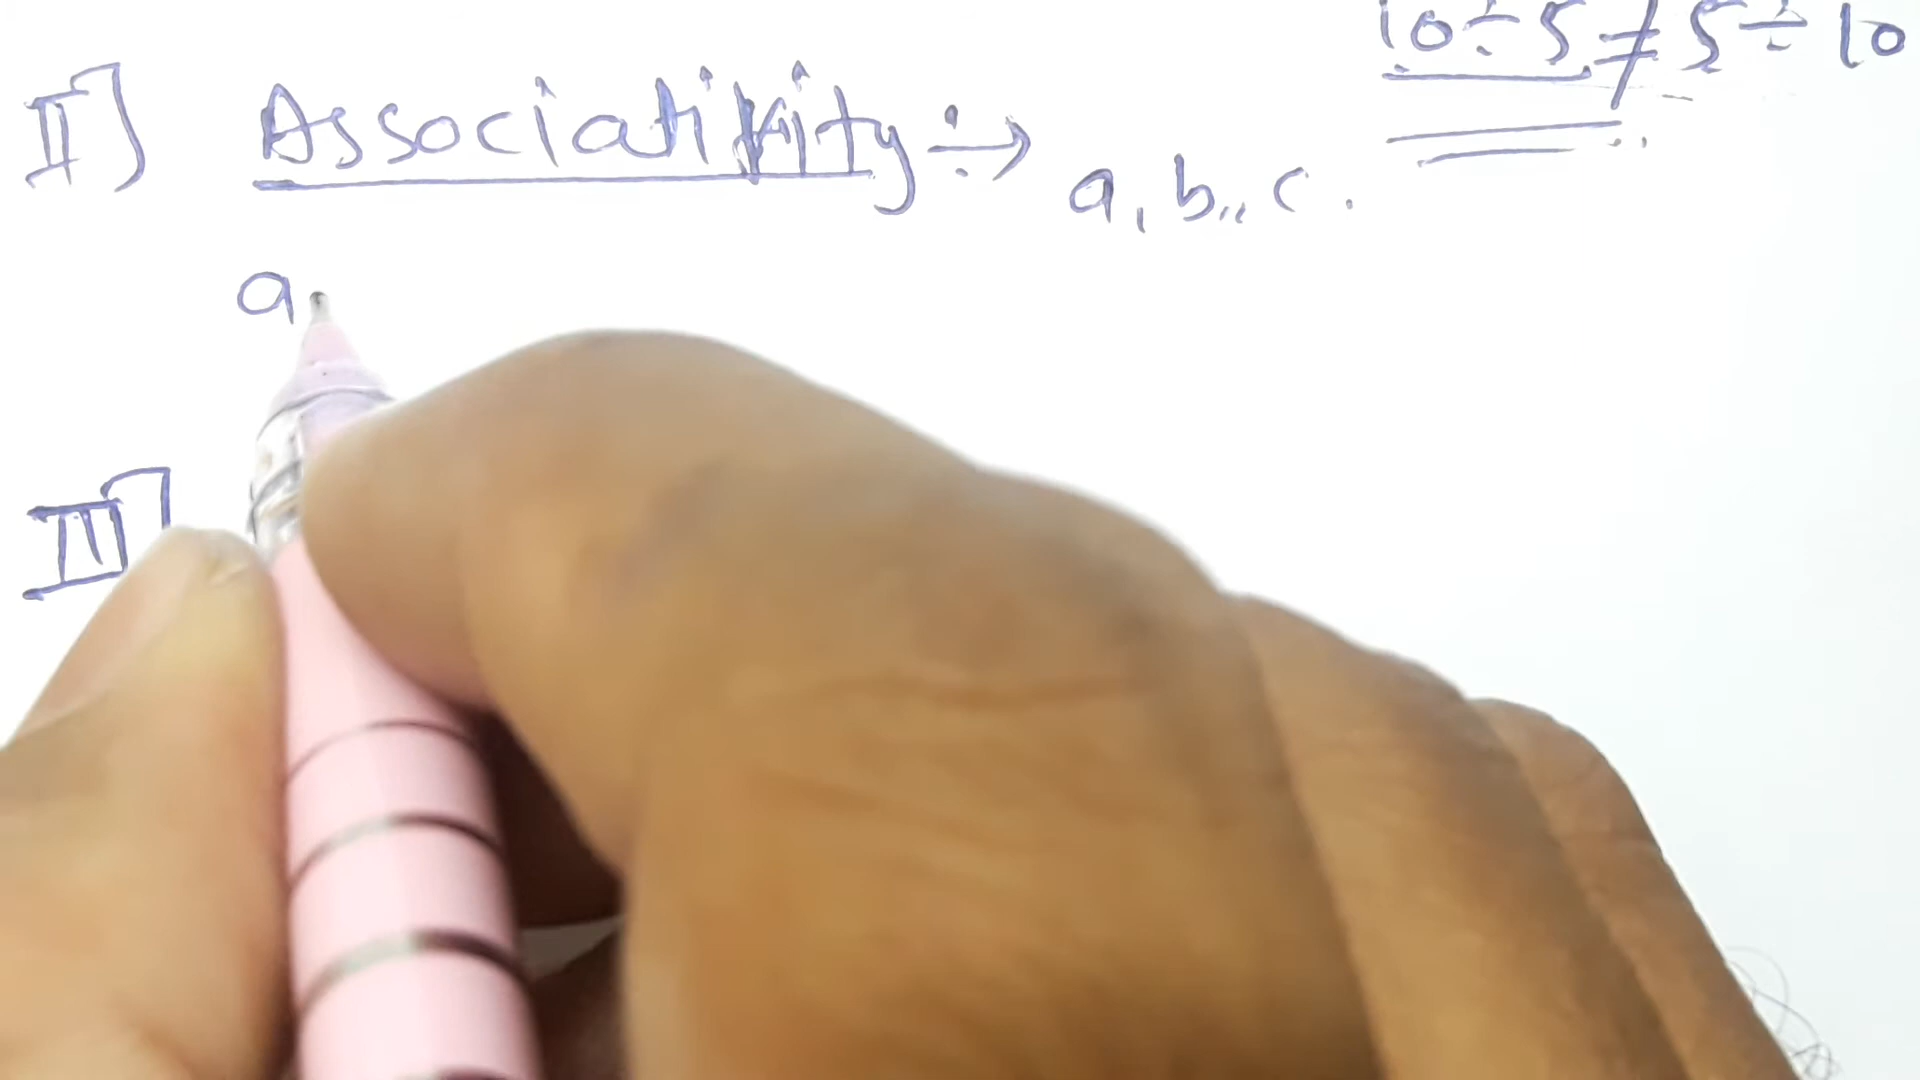 10÷5 ≠ 5÷10
II] Associativity ÷→ a, b,, c.
a
III]